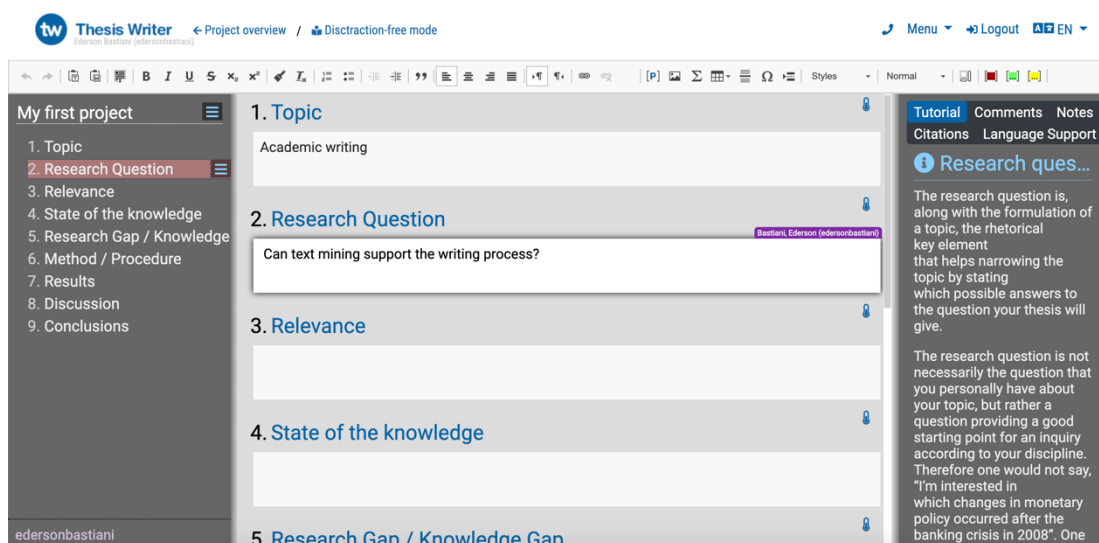 tw Thesis Writer
Ederson Bastiani (edersonbastiani)
← Project overview / Disctraction-free mode
Menu Logout EN
B I U S x₂ x² Styles Normal
My first project
1. Topic
2. Research Question
3. Relevance
4. State of the knowledge
5. Research Gap / Knowledge
6. Method / Procedure
7. Results
8. Discussion
9. Conclusions
edersonbastiani
1. Topic
Academic writing
2. Research Question
Bastiani, Ederson (edersonbastiani)
Can text mining support the writing process?
3. Relevance
4. State of the knowledge
5. Research Gap / Knowledge Gap
Tutorial Comments Notes
Citations Language Support
Research ques...
The research question is,
along with the formulation of
a topic, the rhetorical
key element
that helps narrowing the
topic by stating
which possible answers to
the question your thesis will
give.
The research question is not
necessarily the question that
you personally have about
your topic, but rather a
question providing a good
starting point for an inquiry
according to your discipline.
Therefore one would not say,
“I'm interested in
which changes in monetary
policy occurred after the
banking crisis in 2008”. One